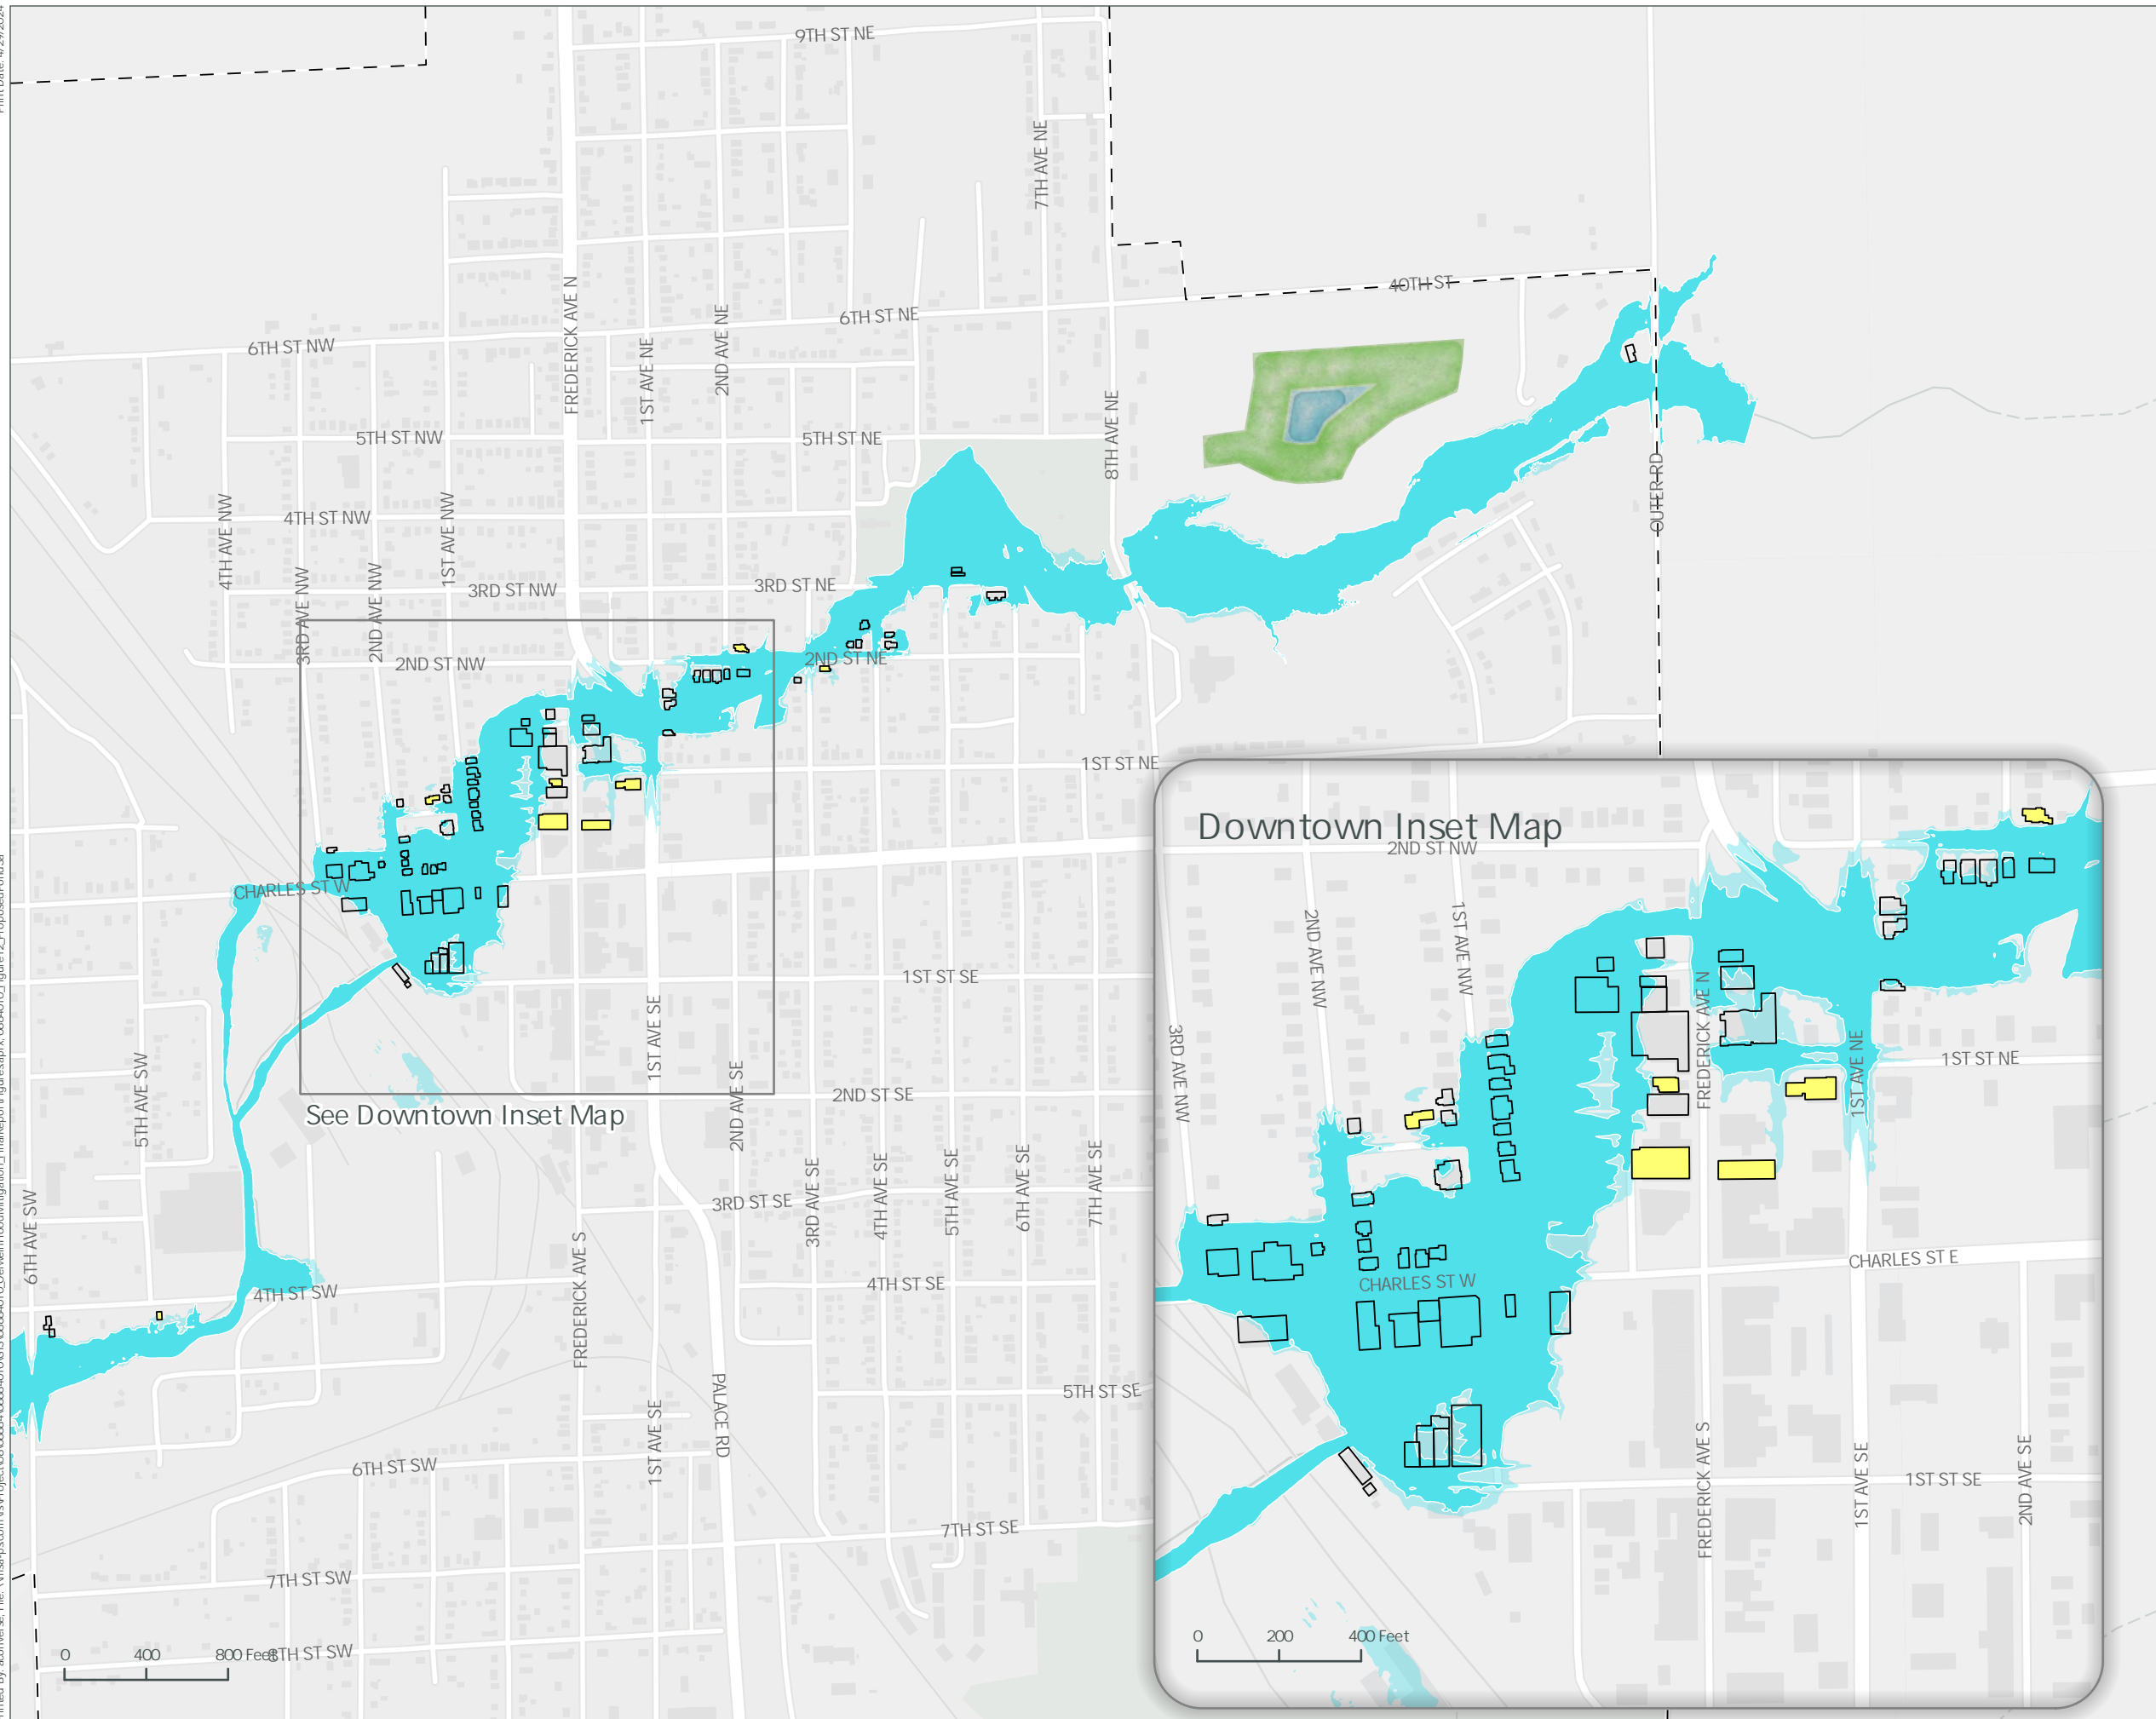 Print Date: 4/29/2024
9TH ST NE
7TH AVE NE
40TH ST
6TH ST NE
6TH ST NW
FREDERICK AVE N
1ST AVE NE
2ND AVE NE
5TH ST NW
5TH ST NE
8TH AVE NE
OUTER RD
4TH AVE NW
4TH ST NW
1ST AVE NW
3RD AVE NW
2ND AVE NW
3RD ST NW
3RD ST NE
2ND ST NW
2ND ST NE
1ST ST NE
CHARLES ST W
1ST ST SE
1ST AVE SE
5TH AVE SW
2ND AVE SE
2ND ST SE
See Downtown Inset Map
6TH AVE SW
3RD ST SE
3RD AVE SE
4TH AVE SE
5TH AVE SE
6TH AVE SE
7TH AVE SE
4TH ST SW
FREDERICK AVE S
4TH ST SE
PALACE RD
5TH ST SE
1ST AVE SE
6TH ST SW
7TH ST SE
7TH ST SW
8TH ST SW
0 400 800 Feet
Downtown Inset Map
2ND ST NW
2ND AVE NW
1ST AVE NW
3RD AVE NW
FREDERICK AVE N
1ST AVE NE
1ST ST NE
CHARLES ST W
CHARLES ST E
FREDERICK AVE S
1ST AVE SE
1ST ST SE
2ND AVE SE
0 200 400 Feet